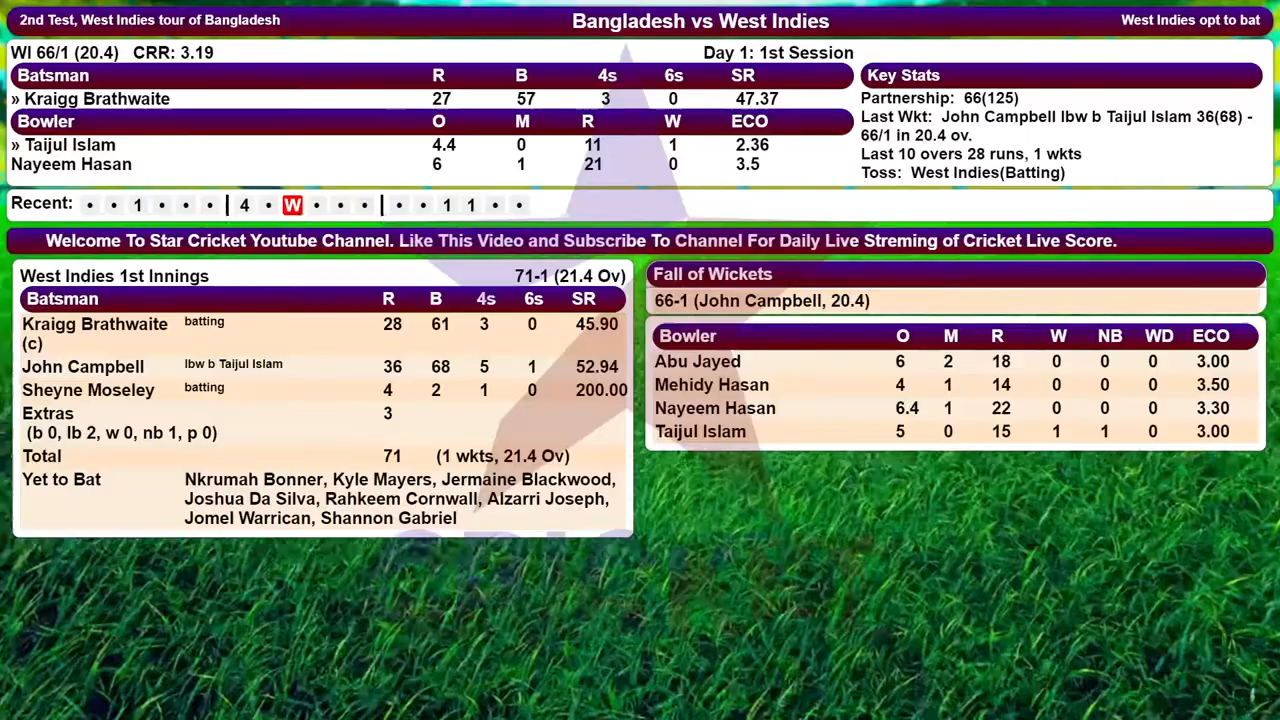 2nd Test, West Indies tour of Bangladesh
Bangladesh vs West Indies
West Indies opt to bat
WI 66/1 (20.4) CRR: 3.19
Day 1: 1st Session
Batsman R B 4s 6s SR
» Kraigg Brathwaite 27 57 3 0 47.37
Bowler O M R W ECO
» Taijul Islam 4.4 0 11 1 2.36
Nayeem Hasan 6 1 21 0 3.5
Key Stats
Partnership: 66(125)
Last Wkt: John Campbell lbw b Taijul Islam 36(68) -
66/1 in 20.4 ov.
Last 10 overs 28 runs, 1 wkts
Toss: West Indies(Batting)
Recent: • • 1 • • • | 4 • W • • • | • • 1 1 • •
Welcome To Star Cricket Youtube Channel. Like This Video and Subscribe To Channel For Daily Live Streming of Cricket Live Score.
West Indies 1st Innings 71-1 (21.4 Ov)
Batsman R B 4s 6s SR
Kraigg Brathwaite batting 28 61 3 0 45.90
(c)
John Campbell lbw b Taijul Islam 36 68 5 1 52.94
Sheyne Moseley batting 4 2 1 0 200.00
Extras 3
(b 0, lb 2, w 0, nb 1, p 0)
Total 71 (1 wkts, 21.4 Ov)
Yet to Bat Nkrumah Bonner, Kyle Mayers, Jermaine Blackwood,
Joshua Da Silva, Rahkeem Cornwall, Alzarri Joseph,
Jomel Warrican, Shannon Gabriel
Fall of Wickets
66-1 (John Campbell, 20.4)
Bowler O M R W NB WD ECO
Abu Jayed 6 2 18 0 0 0 3.00
Mehidy Hasan 4 1 14 0 0 0 3.50
Nayeem Hasan 6.4 1 22 0 0 0 3.30
Taijul Islam 5 0 15 1 1 0 3.00